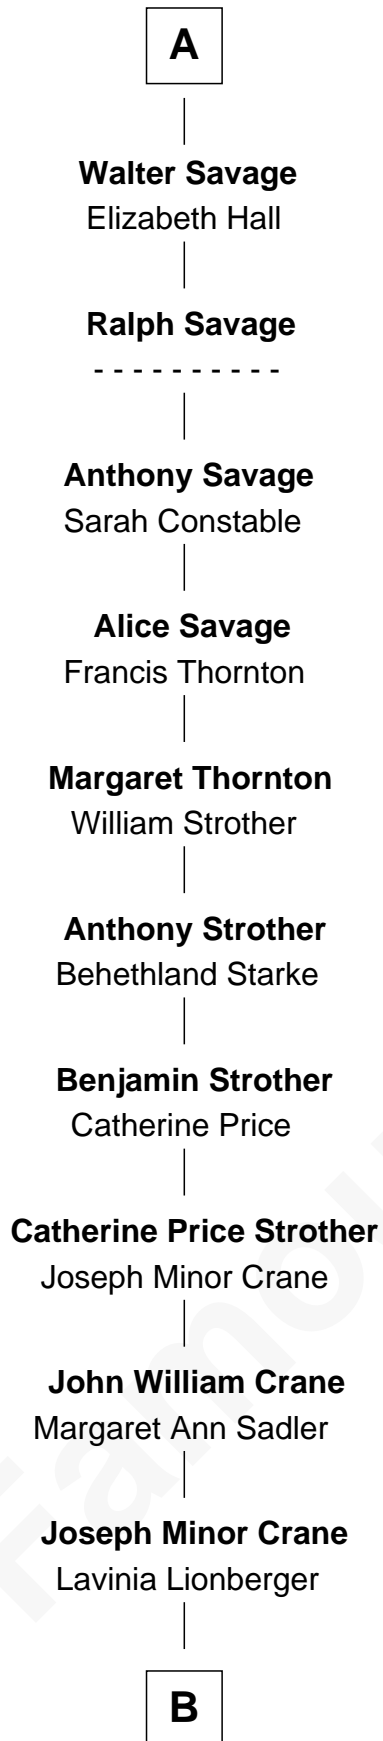 A
Walter Savage
Elizabeth Hall
Ralph Savage
- - - - - - - - - -
Anthony Savage
Sarah Constable
Alice Savage
Francis Thornton
Margaret Thornton
William Strother
Anthony Strother
Behethland Starke
Benjamin Strother
Catherine Price
Catherine Price Strother
Joseph Minor Crane
John William Crane
Margaret Ann Sadler
Joseph Minor Crane
Lavinia Lionberger
B